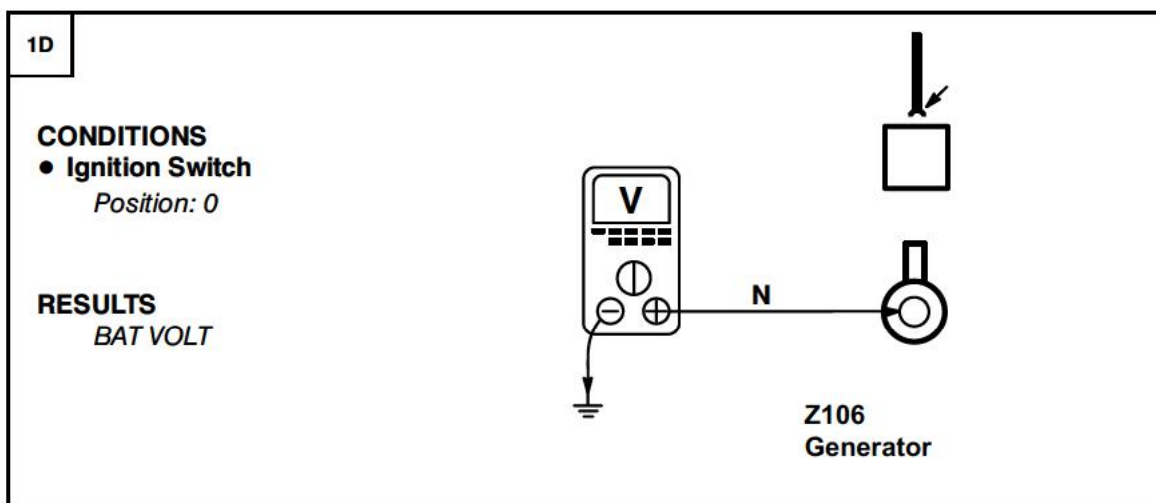 1D
CONDITIONS
● Ignition Switch
Position: 0
RESULTS
BAT VOLT
V
N
Z106
Generator